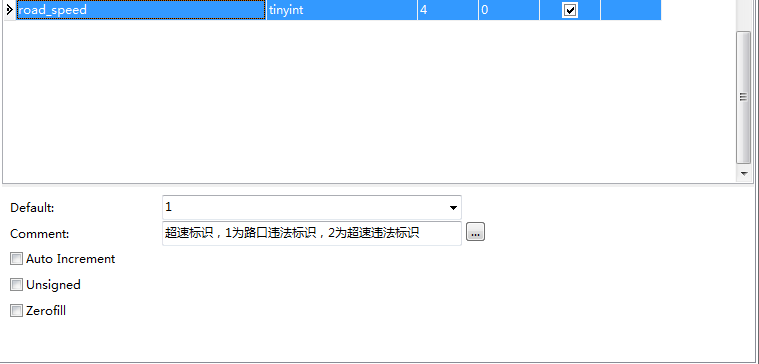 road_speed tinyint 4 0
Default: 1
Comment: 超速标识，1为路口违法标识，2为超速违法标识 ...
Auto Increment
Unsigned
Zerofill